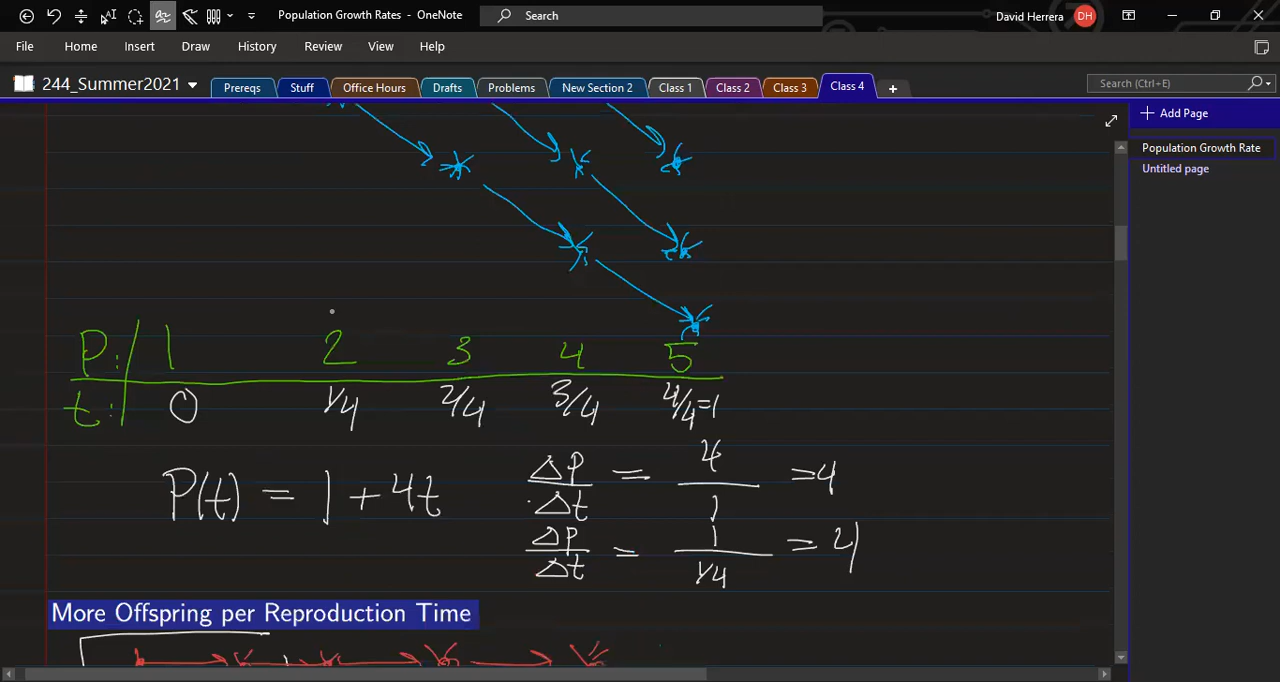 Population Growth Rates - OneNote
Search
David Herrera DH
File Home Insert Draw History Review View Help
244_Summer2021
Prereqs Stuff Office Hours Drafts Problems New Section 2 Class 1 Class 2 Class 3 Class 4 +
Search (Ctrl+E)
Add Page
Population Growth Rate
Untitled page
P: 1 2 3 4 5
t: 0 1/4 2/4 3/4 4/4=1
P(t) = 1 + 4t
ΔP/Δt = 4/1 = 4
ΔP/Δt = 1/1/4 = 4
More Offspring per Reproduction Time